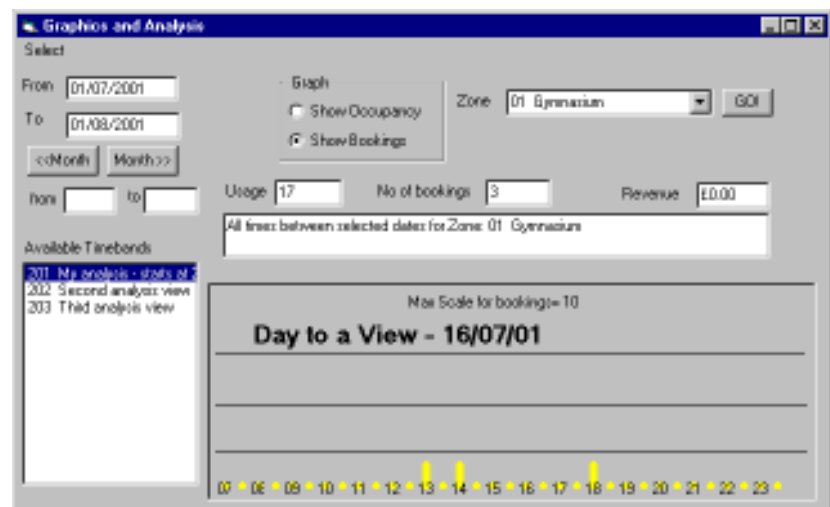 Graphics and Analysis
Select
From 01/07/2001
To 01/08/2001
<<Month Month>>
from to
Graph
Show Occupancy
Show Bookings
Zone 01 Gymnasium GO!
Usage 17 No of bookings 3 Revenue £0.00
All times between selected dates for Zone: 01 Gymnasium
Available Timebands
201 My analysis - starts at
202 Second analysis view
203 Third analysis view
Max Scale for bookings= 10
Day to a View - 16/07/01
07 08 09 10 11 12 13 14 15 16 17 18 19 20 21 22 23